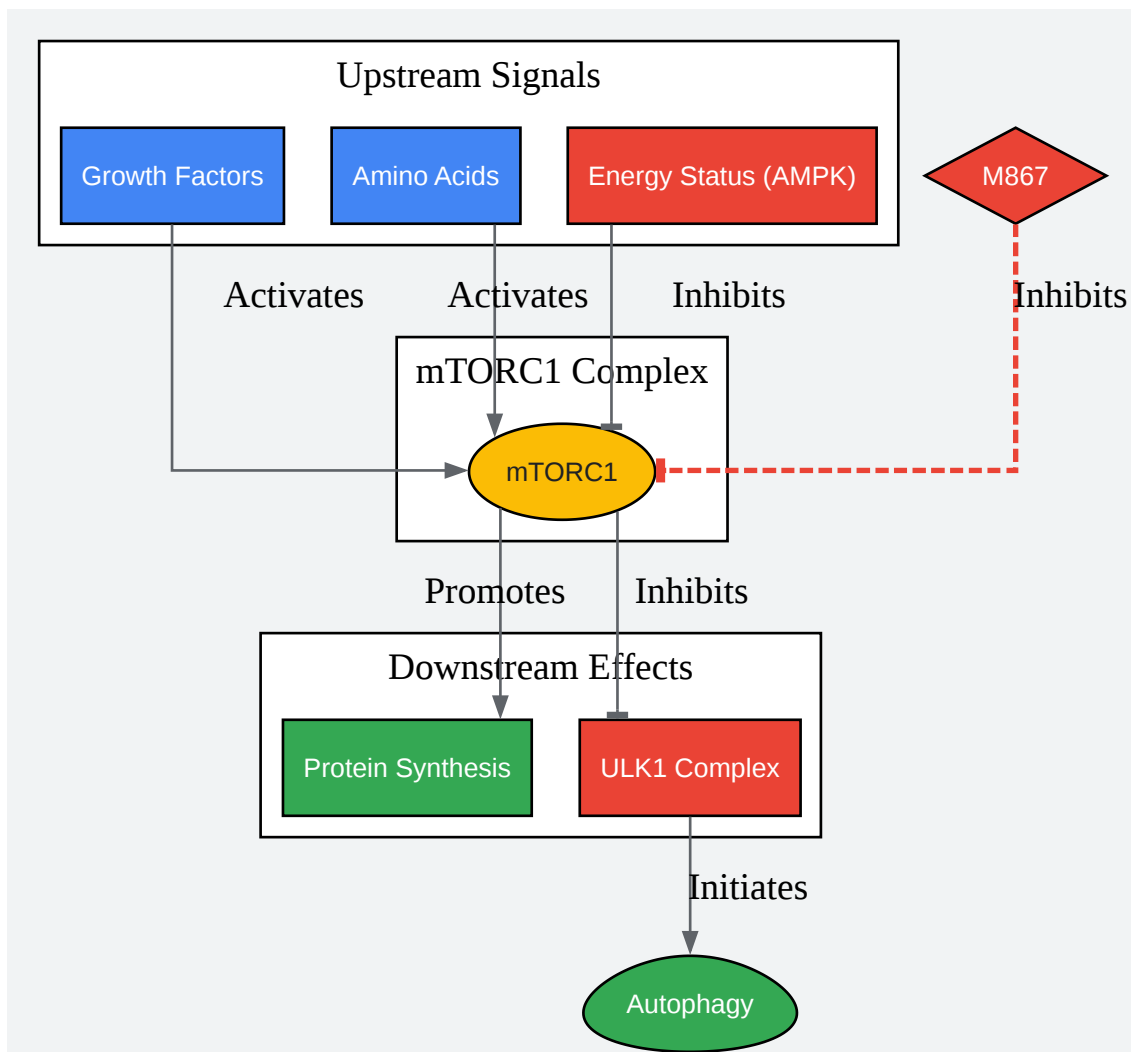 Upstream Signals
Growth Factors
Amino Acids
Energy Status (AMPK)
M867
Activates
Activates
Inhibits
Inhibits
mTORC1 Complex
mTORC1
Promotes
Inhibits
Downstream Effects
Protein Synthesis
ULK1 Complex
Initiates
Autophagy